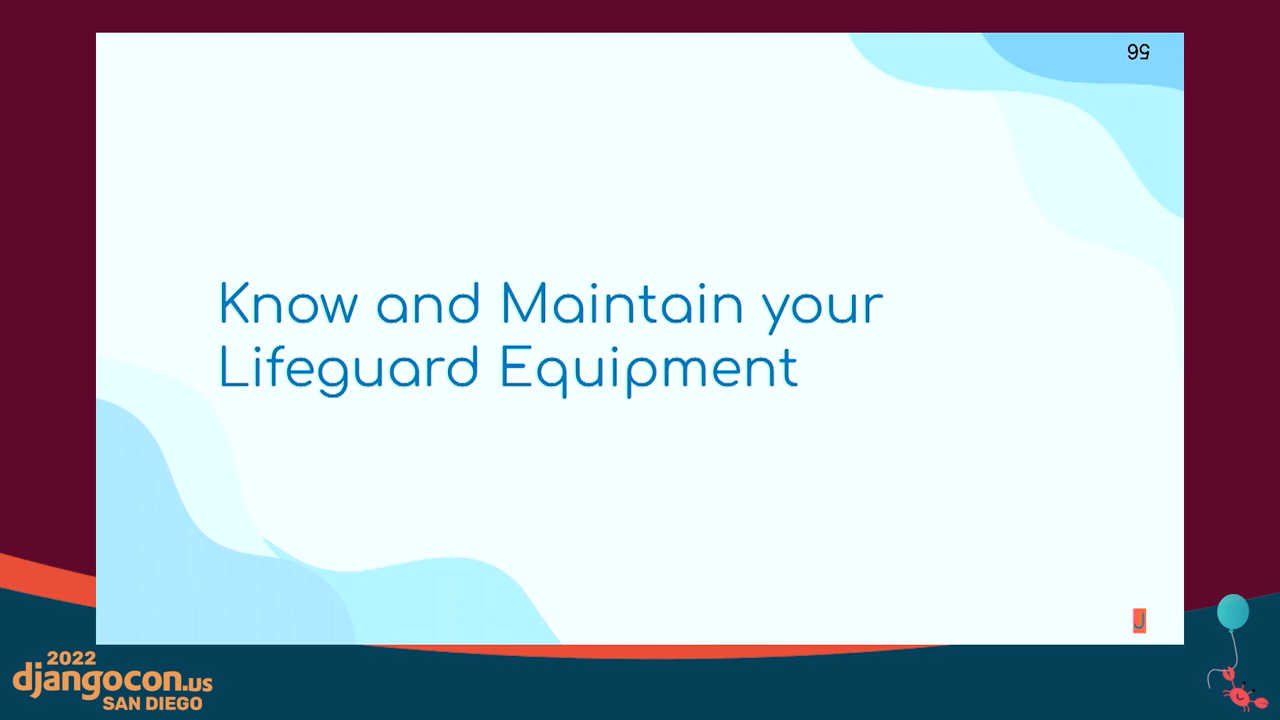 56
Know and Maintain your
Lifeguard Equipment
J
2022
djangocon.us
SAN DIEGO